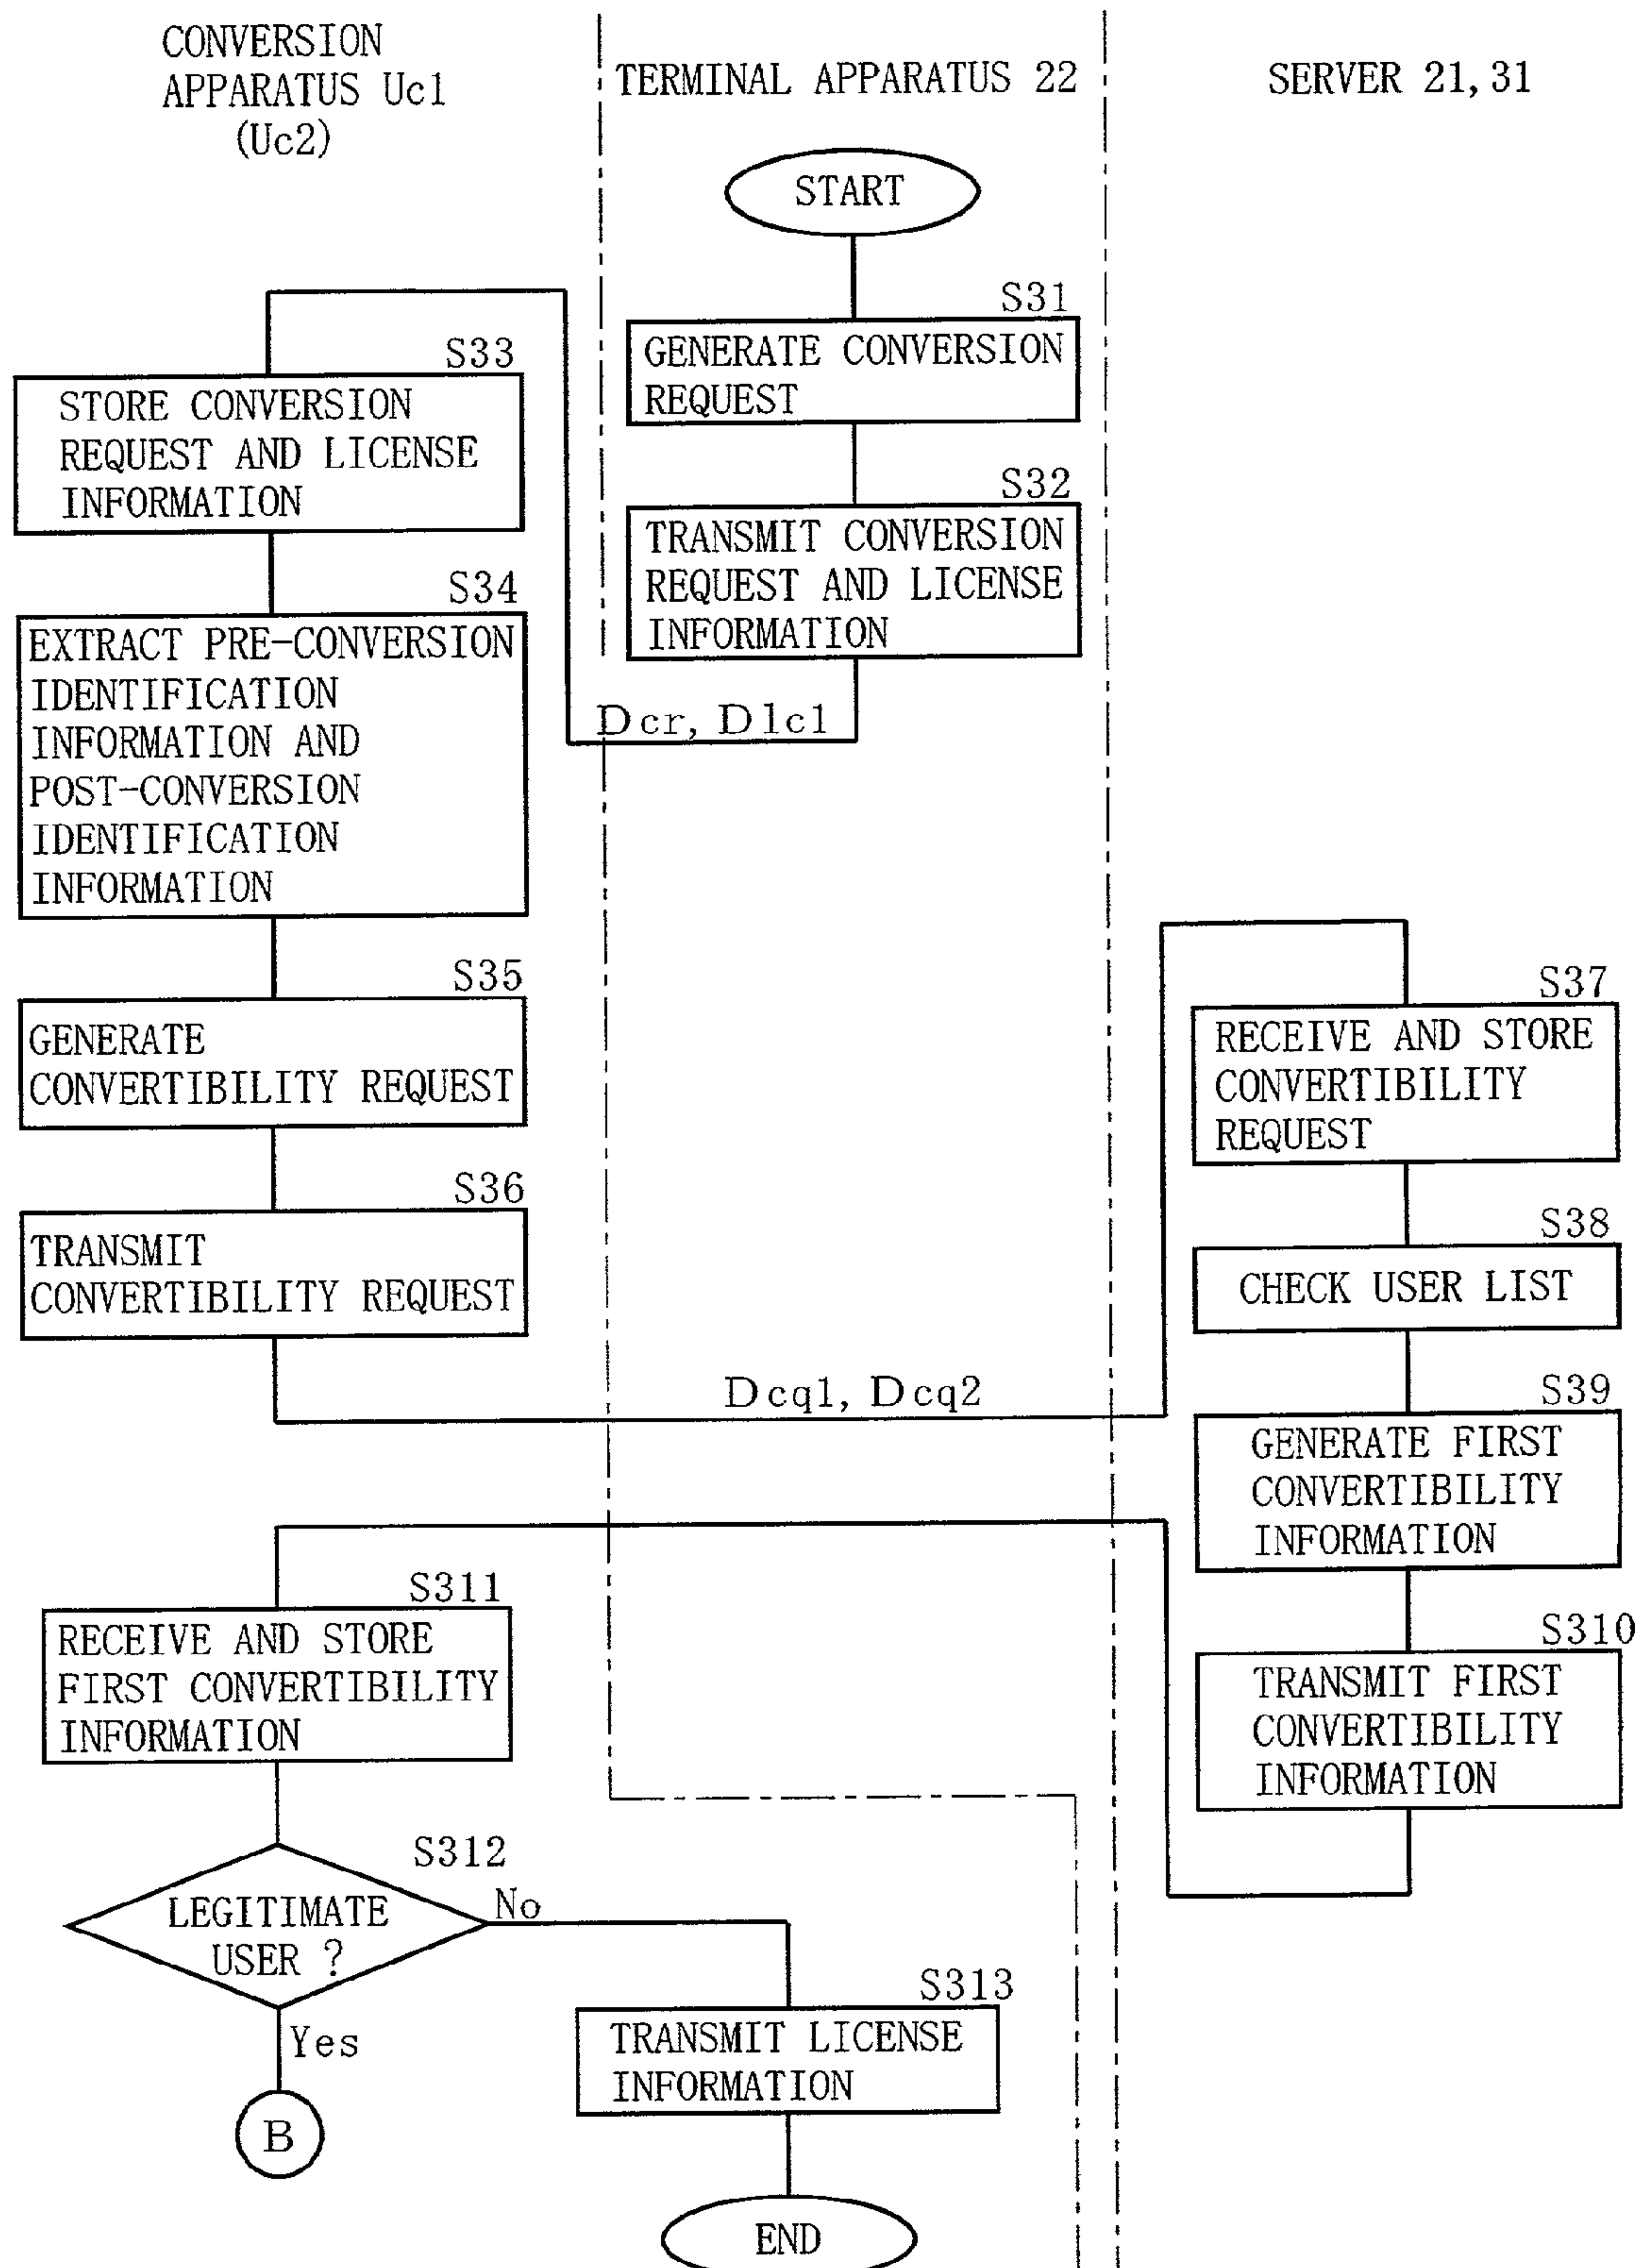 CONVERSION
APPARATUS Uc1
(Uc2)
TERMINAL APPARATUS 22
SERVER 21, 31
START
S31
GENERATE CONVERSION
REQUEST
S32
TRANSMIT CONVERSION
REQUEST AND LICENSE
INFORMATION
Dcr, Dlc1
S33
STORE CONVERSION
REQUEST AND LICENSE
INFORMATION
S34
EXTRACT PRE-CONVERSION
IDENTIFICATION
INFORMATION AND
POST-CONVERSION
IDENTIFICATION
INFORMATION
S35
GENERATE
CONVERTIBILITY REQUEST
S36
TRANSMIT
CONVERTIBILITY REQUEST
Dcq1, Dcq2
S37
RECEIVE AND STORE
CONVERTIBILITY
REQUEST
S38
CHECK USER LIST
S39
GENERATE FIRST
CONVERTIBILITY
INFORMATION
S310
TRANSMIT FIRST
CONVERTIBILITY
INFORMATION
S311
RECEIVE AND STORE
FIRST CONVERTIBILITY
INFORMATION
S312
LEGITIMATE
USER ?
No
Yes
B
S313
TRANSMIT LICENSE
INFORMATION
END